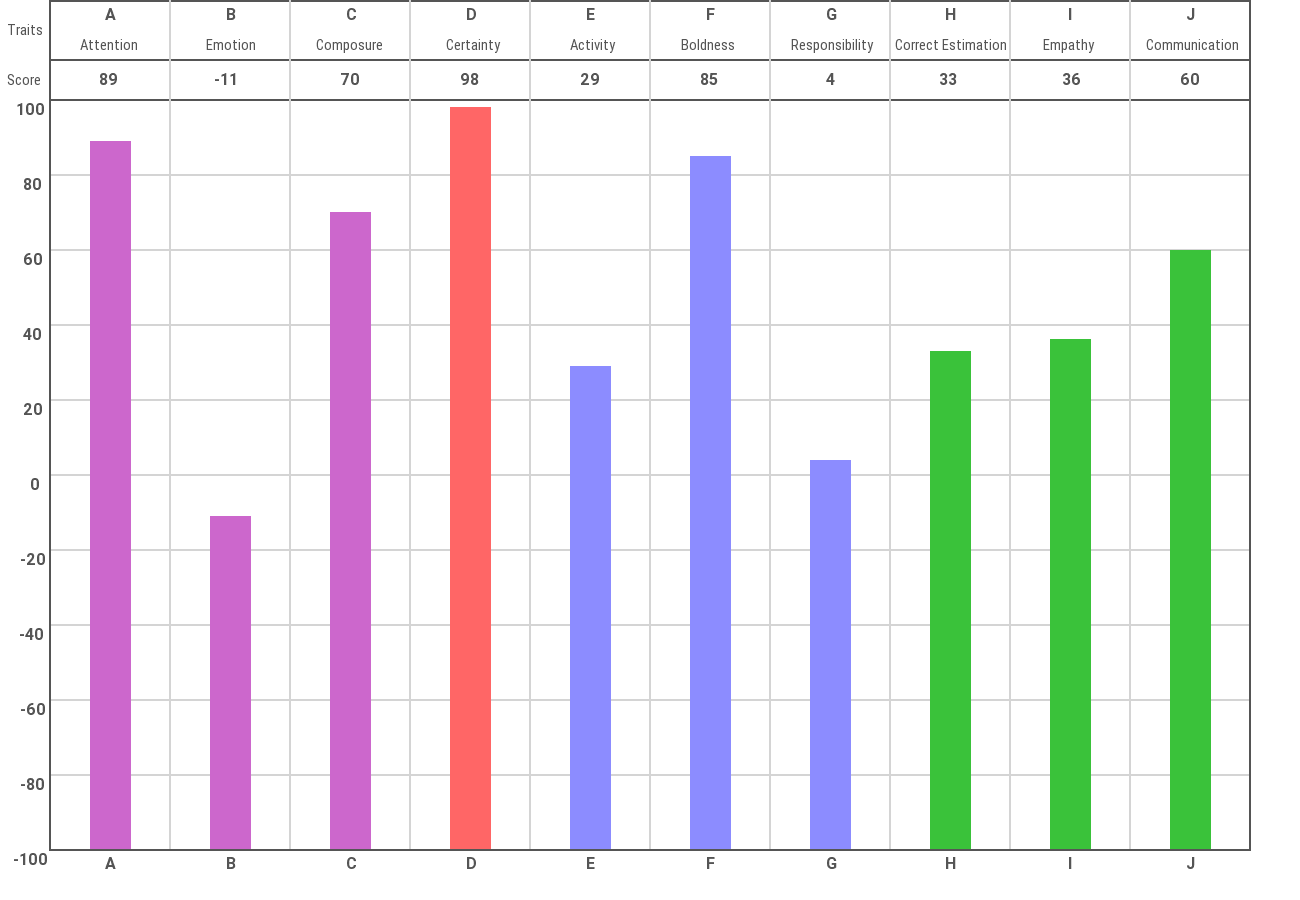 A B C D E F G H I J
Traits
Attention Emotion Composure Certainty Activity Boldness Responsibility Correct Estimation Empathy Communication
Score 89 -11 70 98 29 85 4 33 36 60
100
80
60
40
20
0
-20
-40
-60
-80
-100
A B C D E F G H I J